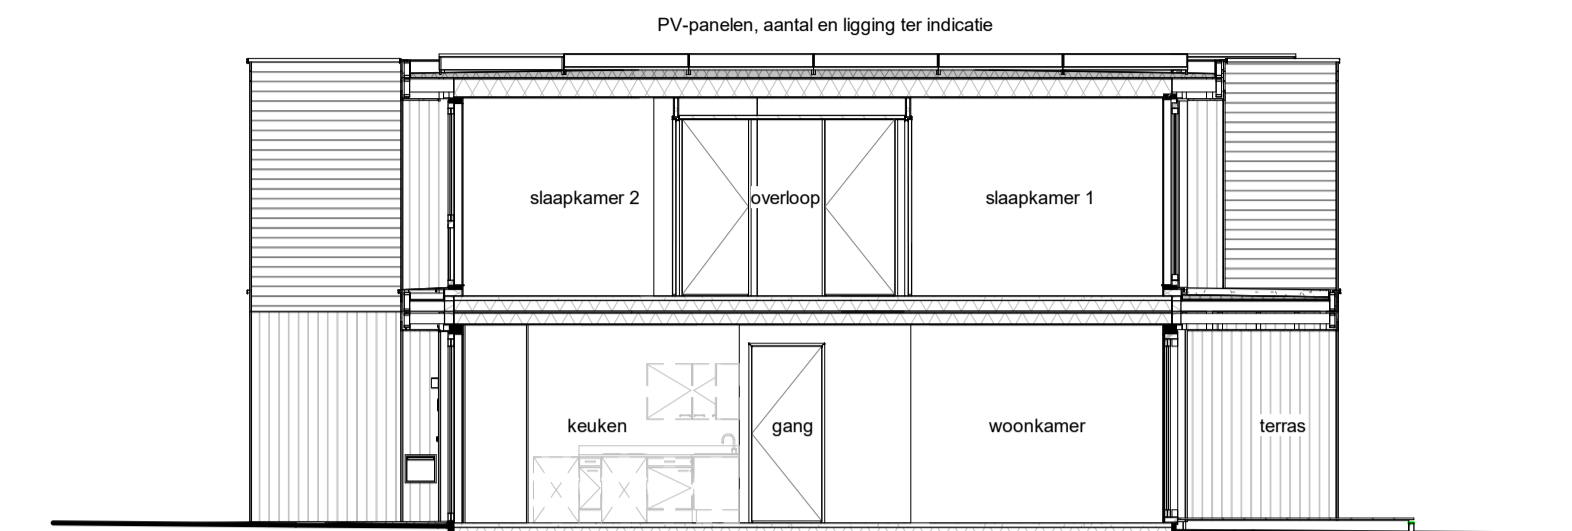 PV-panelen, aantal en ligging ter indicatie
slaapkamer 2
overloop
slaapkamer 1
keuken
gang
woonkamer
terras